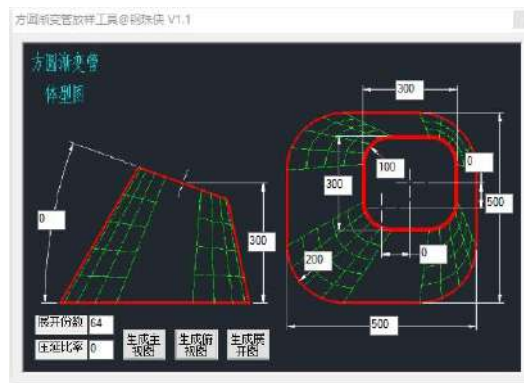 方圆渐变管放样工具@钢珠侠 V1.1
方圆渐变管
体型图
300
0
100
300
500
0
300
0
200
500
展开份数 64
压延比率 0
生成主视图
生成俯视图
生成展开图